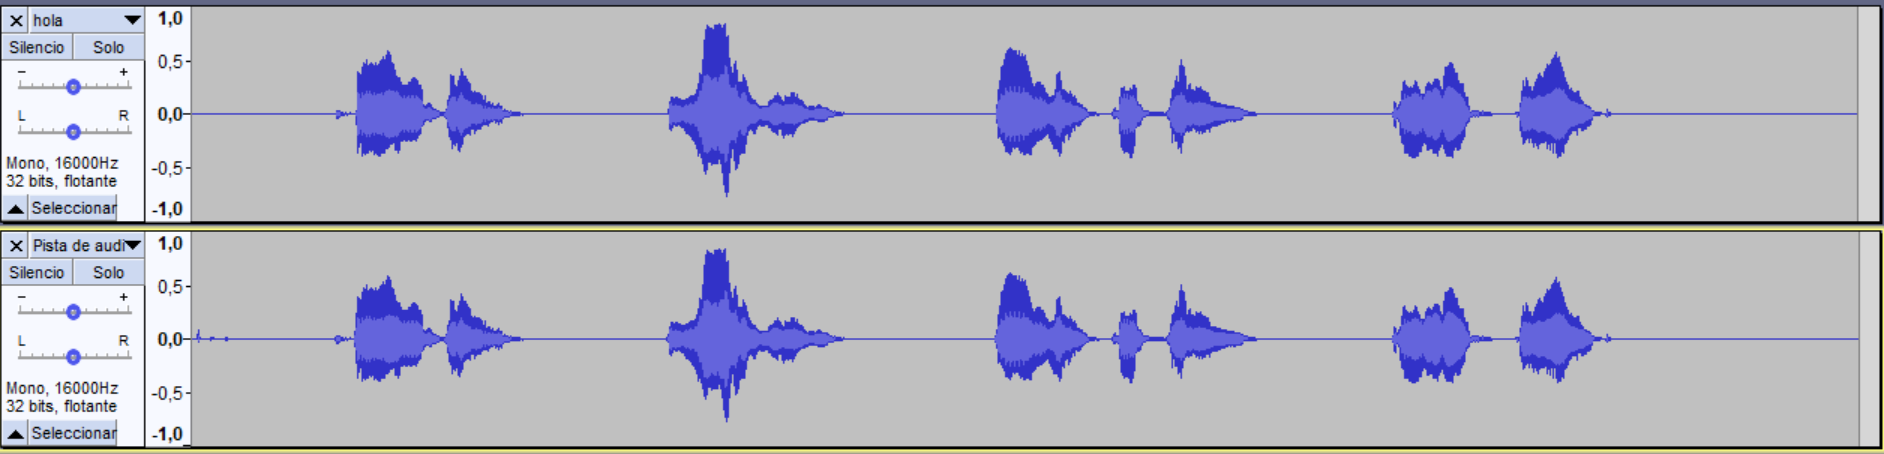 hola
Silencio Solo
- +
L R
Mono, 16000Hz
32 bits, flotante
Seleccionar
1,0
0,5
0,0
-0,5
-1,0
Pista de audi
Silencio Solo
- +
L R
Mono, 16000Hz
32 bits, flotante
Seleccionar
1,0
0,5
0,0
-0,5
-1,0